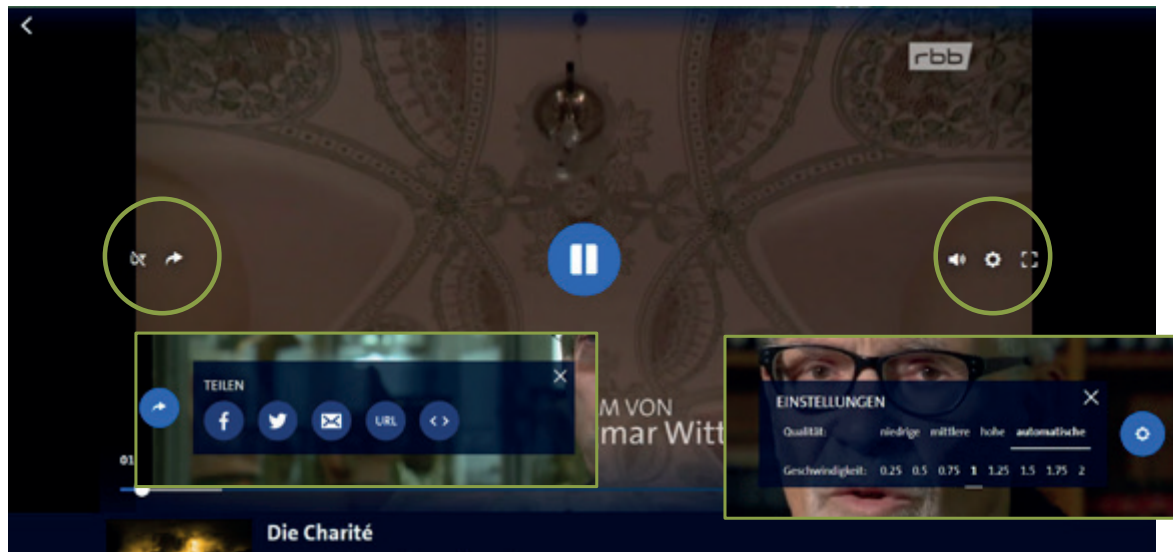 rbb
TEILEN
URL
M VON
mar Witt
01
EINSTELLUNGEN
Qualität: niedrige mittlere hohe automatische
Geschwindigkeit: 0.25 0.5 0.75 1 1.25 1.5 1.75 2
Die Charité